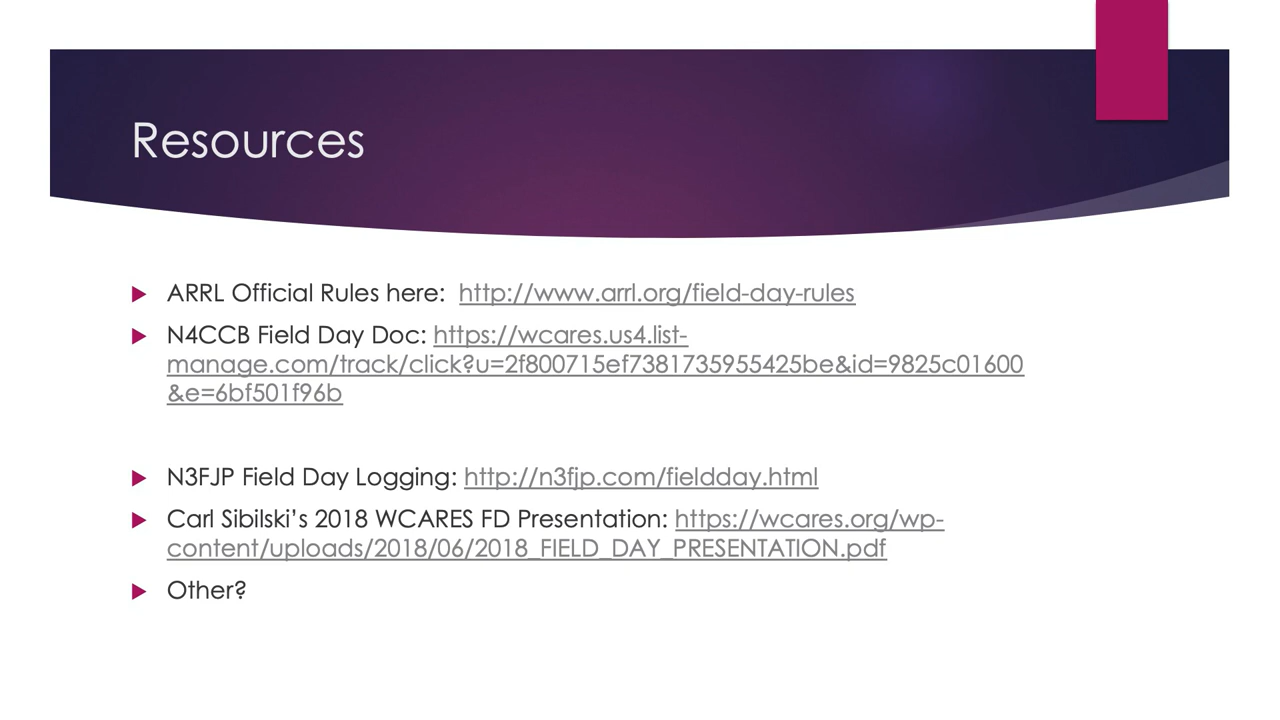 Resources
ARRL Official Rules here:  http://www.arrl.org/field-day-rules
N4CCB Field Day Doc: https://wcares.us4.list-
manage.com/track/click?u=2f800715ef7381735955425be&id=9825c01600
&e=6bf501f96b
N3FJP Field Day Logging: http://n3fjp.com/fieldday.html
Carl Sibilski’s 2018 WCARES FD Presentation: https://wcares.org/wp-
content/uploads/2018/06/2018_FIELD_DAY_PRESENTATION.pdf
Other?